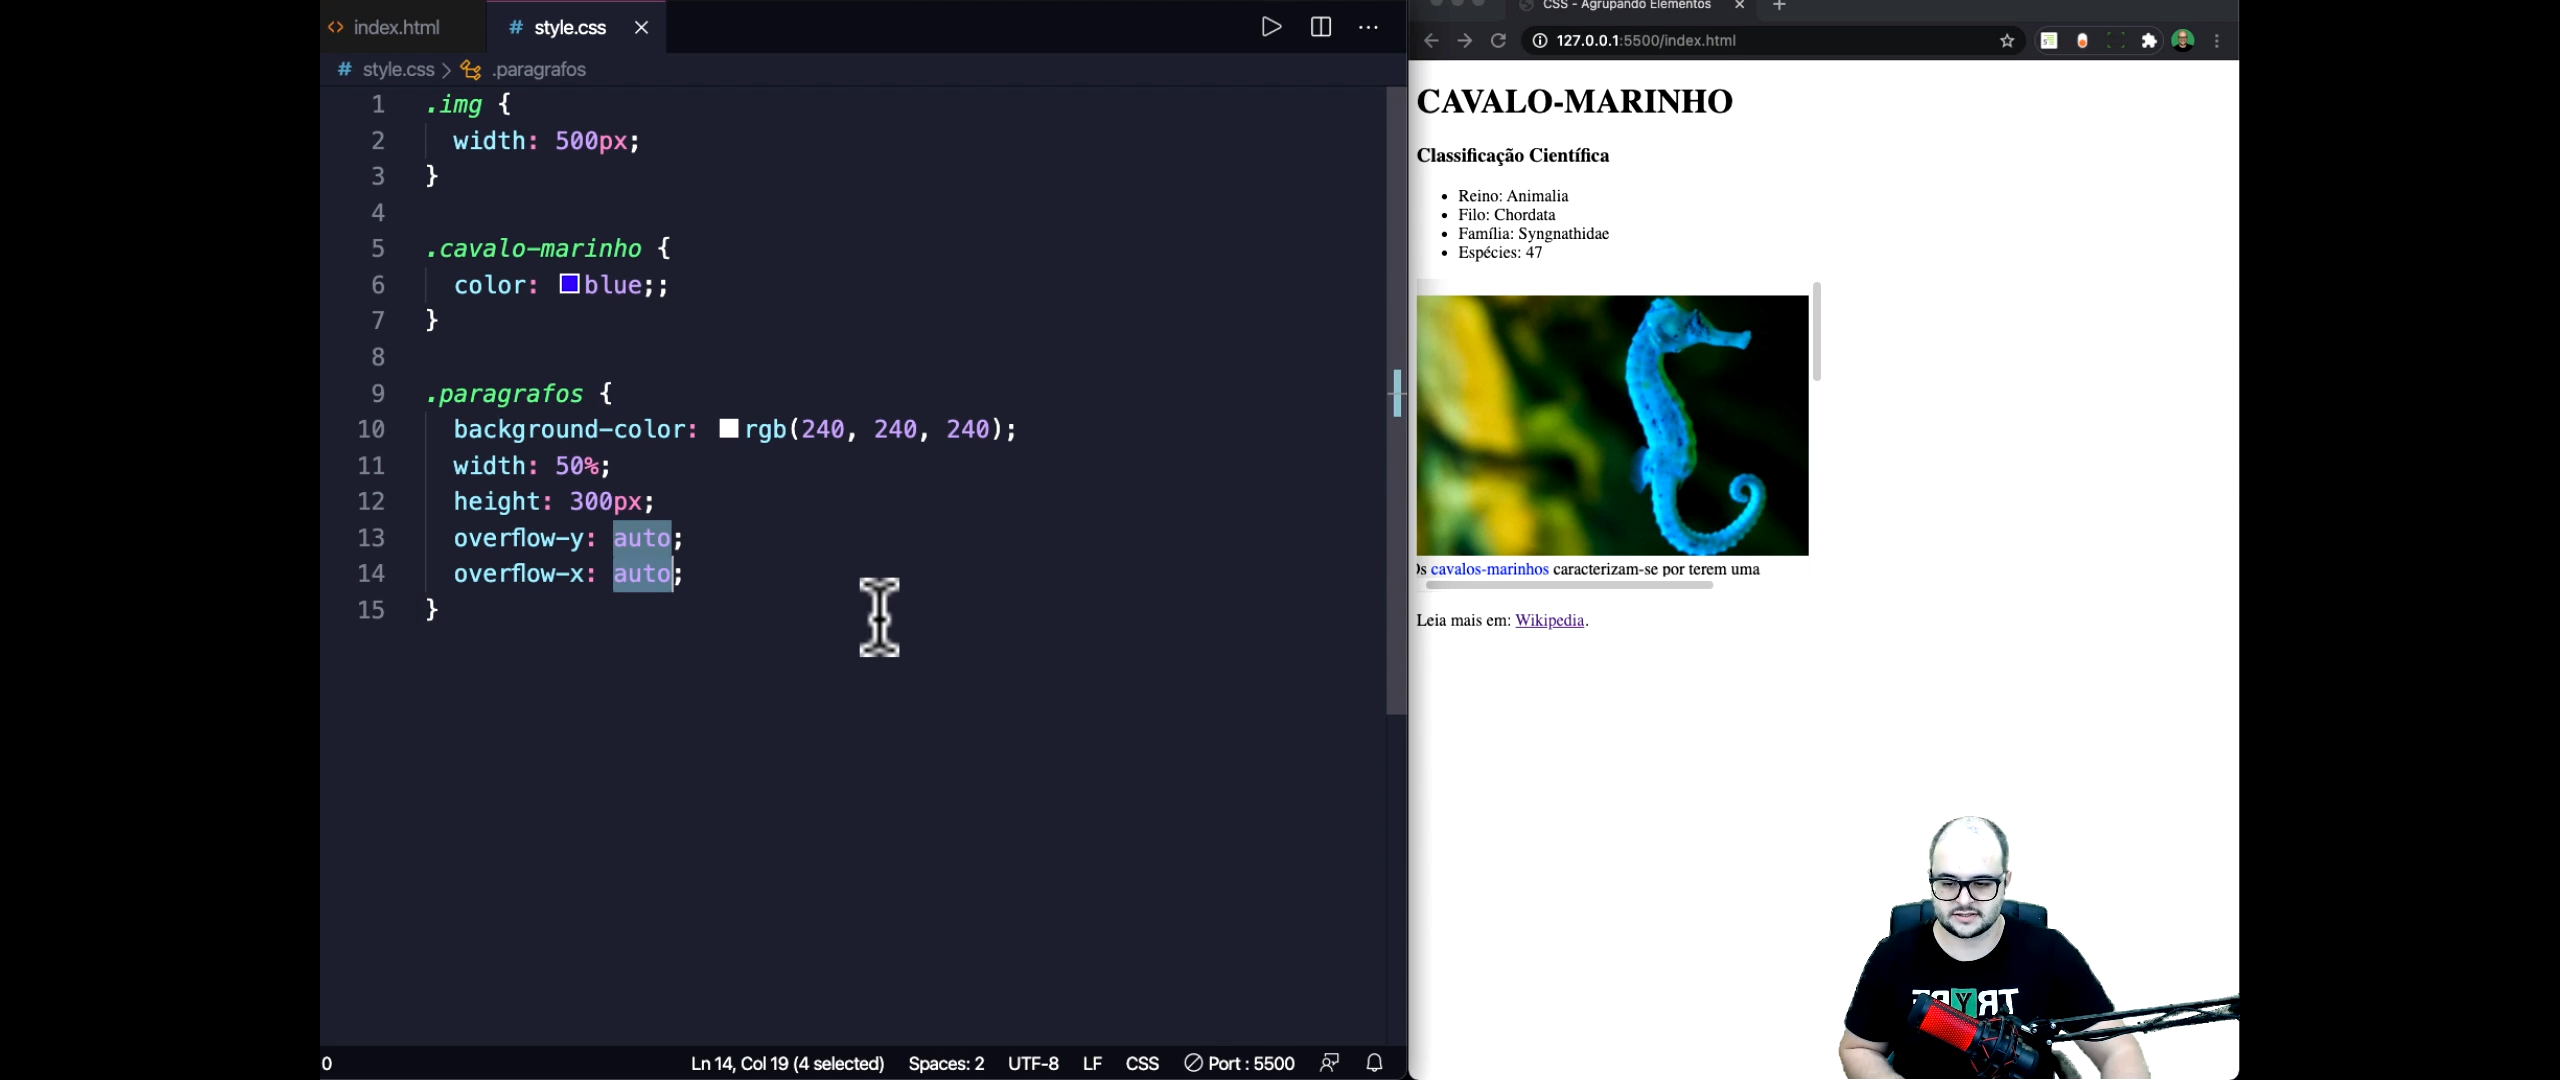 index.html
# style.css
# style.css > .paragrafos
1 .img {
2 width: 500px;
3 }
4
5 .cavalo-marinho {
6 color: blue;;
7 }
8
9 .paragrafos {
10 background-color: rgb(240, 240, 240);
11 width: 50%;
12 height: 300px;
13 overflow-y: auto;
14 overflow-x: auto;
15 }
0 Ln 14, Col 19 (4 selected) Spaces: 2 UTF-8 LF CSS Port : 5500
CSS - Agrupando Elementos
127.0.0.1:5500/index.html
CAVALO-MARINHO
Classificação Científica
• Reino: Animalia
• Filo: Chordata
• Família: Syngnathidae
• Espécies: 47
Os cavalos-marinhos caracterizam-se por terem uma
Leia mais em: Wikipedia.